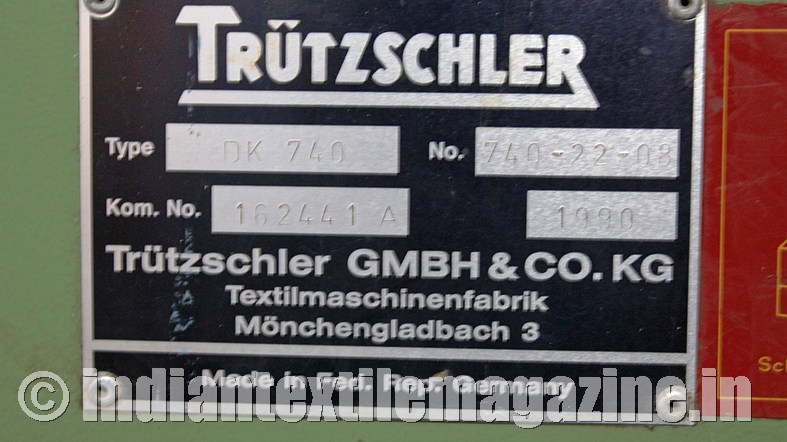 TRÜTZSCHLER
Type DK 740 No. 740-22-08
Kom. No. 162441 A 1990
Trützschler GMBH & CO. KG
Textilmaschinenfabrik
Mönchengladbach 3
Made in Fed. Rep. Germany
© indiantextilemagazine.in
Sc